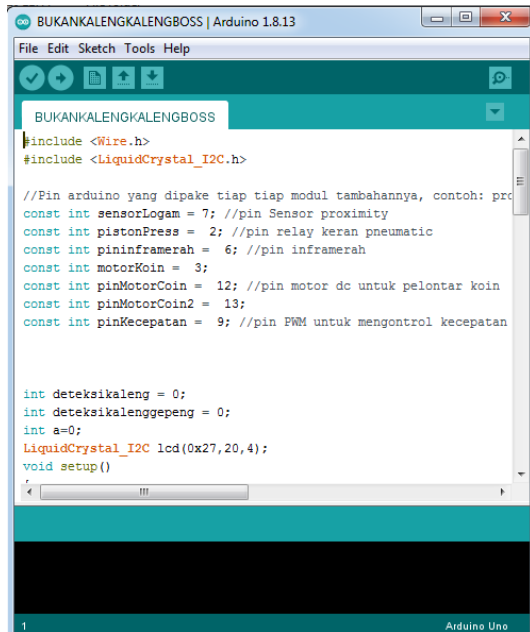 BUKANKALENGKALENGBOSS | Arduino 1.8.13
File Edit Sketch Tools Help
BUKANKALENGKALENGBOSS
#include <Wire.h>
#include <LiquidCrystal_I2C.h>
//Pin arduino yang dipake tiap tiap modul tambahannya, contoh: pro
const int sensorLogam = 7; //pin Sensor proximity
const int pistonPress =  2; //pin relay keran pneumatic
const int pininframerah =  6; //pin inframerah
const int motorKoin =  3;
const int pinMotorCoin =  12; //pin motor dc untuk pelontar koin
const int pinMotorCoin2 =  13;
const int pinKecepatan =  9; //pin PWM untuk mengontrol kecepatan
int deteksikaleng = 0;
int deteksikalenggepeng = 0;
int a=0;
LiquidCrystal_I2C lcd(0x27,20,4);
void setup()
1
Arduino Uno